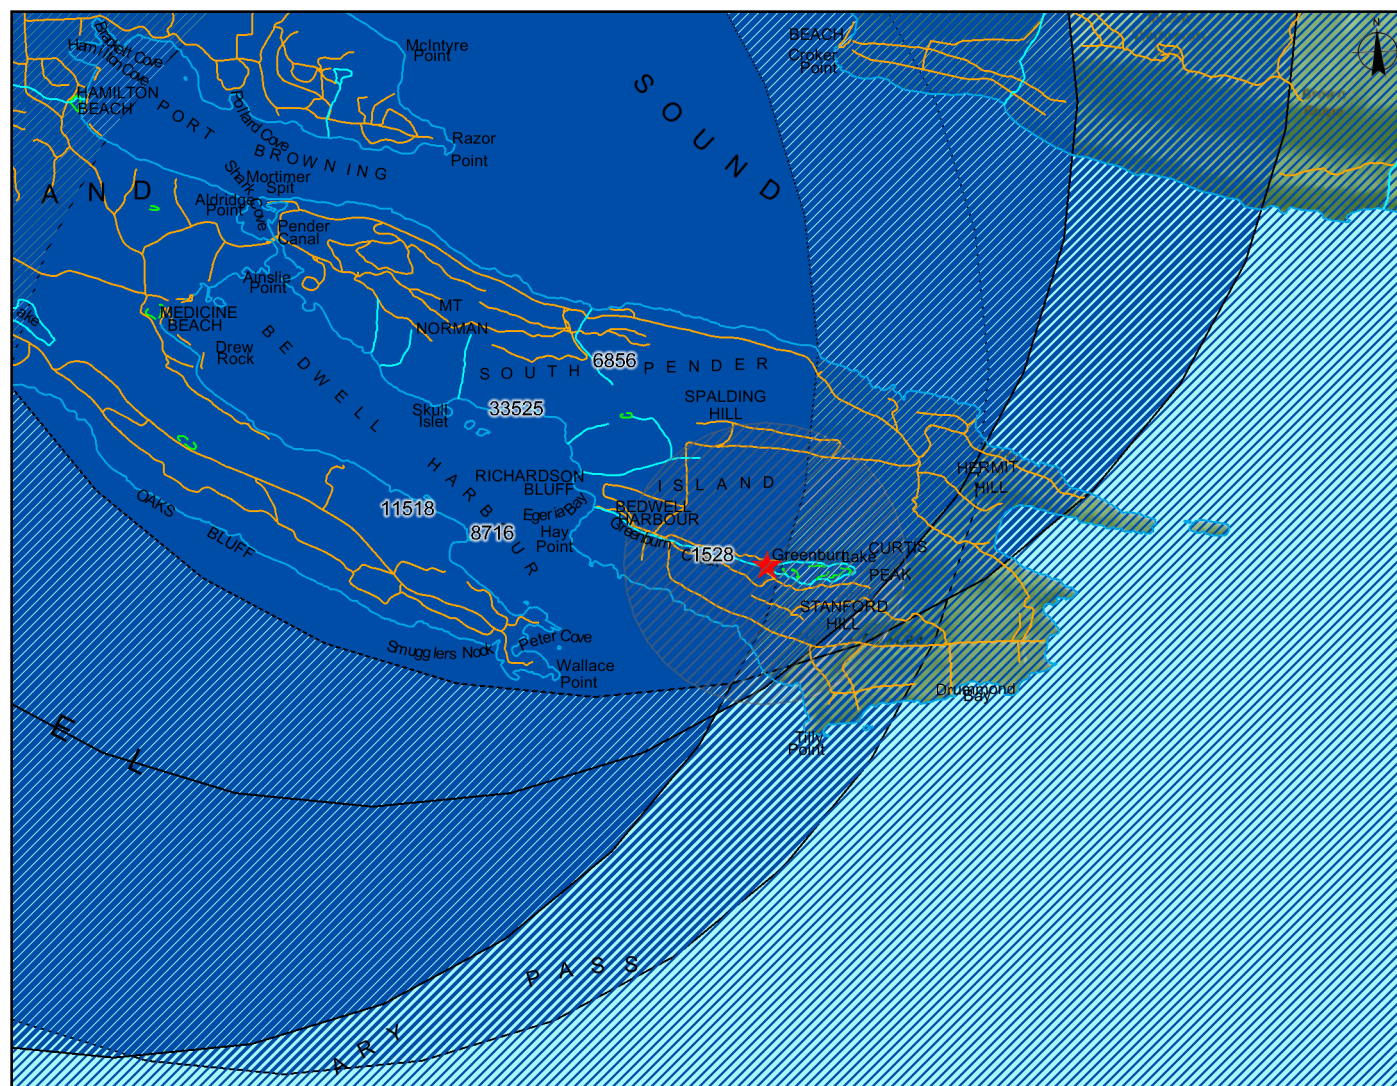 N
Brackett Cove
Hamilton Cove
McIntyre
Point
BEACH
Croker
Point
HAMILTON
BEACH
PORT
BROWNING
Pollard Cove
SOUND
Razor
Point
AND
Shark Cove
Mortimer
Spit
Aldridge
Point
Pender
Canal
Ainslie
Point
MEDICINE
BEACH
Drew
Rock
MT
NORMAN
BEDWELL
HARBOUR
6856
SOUTH PENDER
SPALDING
HILL
Skull
Islet
33525
HERMIT
HILL
ISLAND
RICHARDSON
BLUFF
OAKS
BLUFF
11518
8716
Egeria Bay
Hay
Point
BEDWELL
HARBOUR
Greenburn
1528
Greenburn Lake
CURTIS
PEAK
STANFORD
HILL
Smugglers Nook
Peter Cove
Wallace
Point
Drummond
Bay
Tilly
Point
EL
PASS
ARY